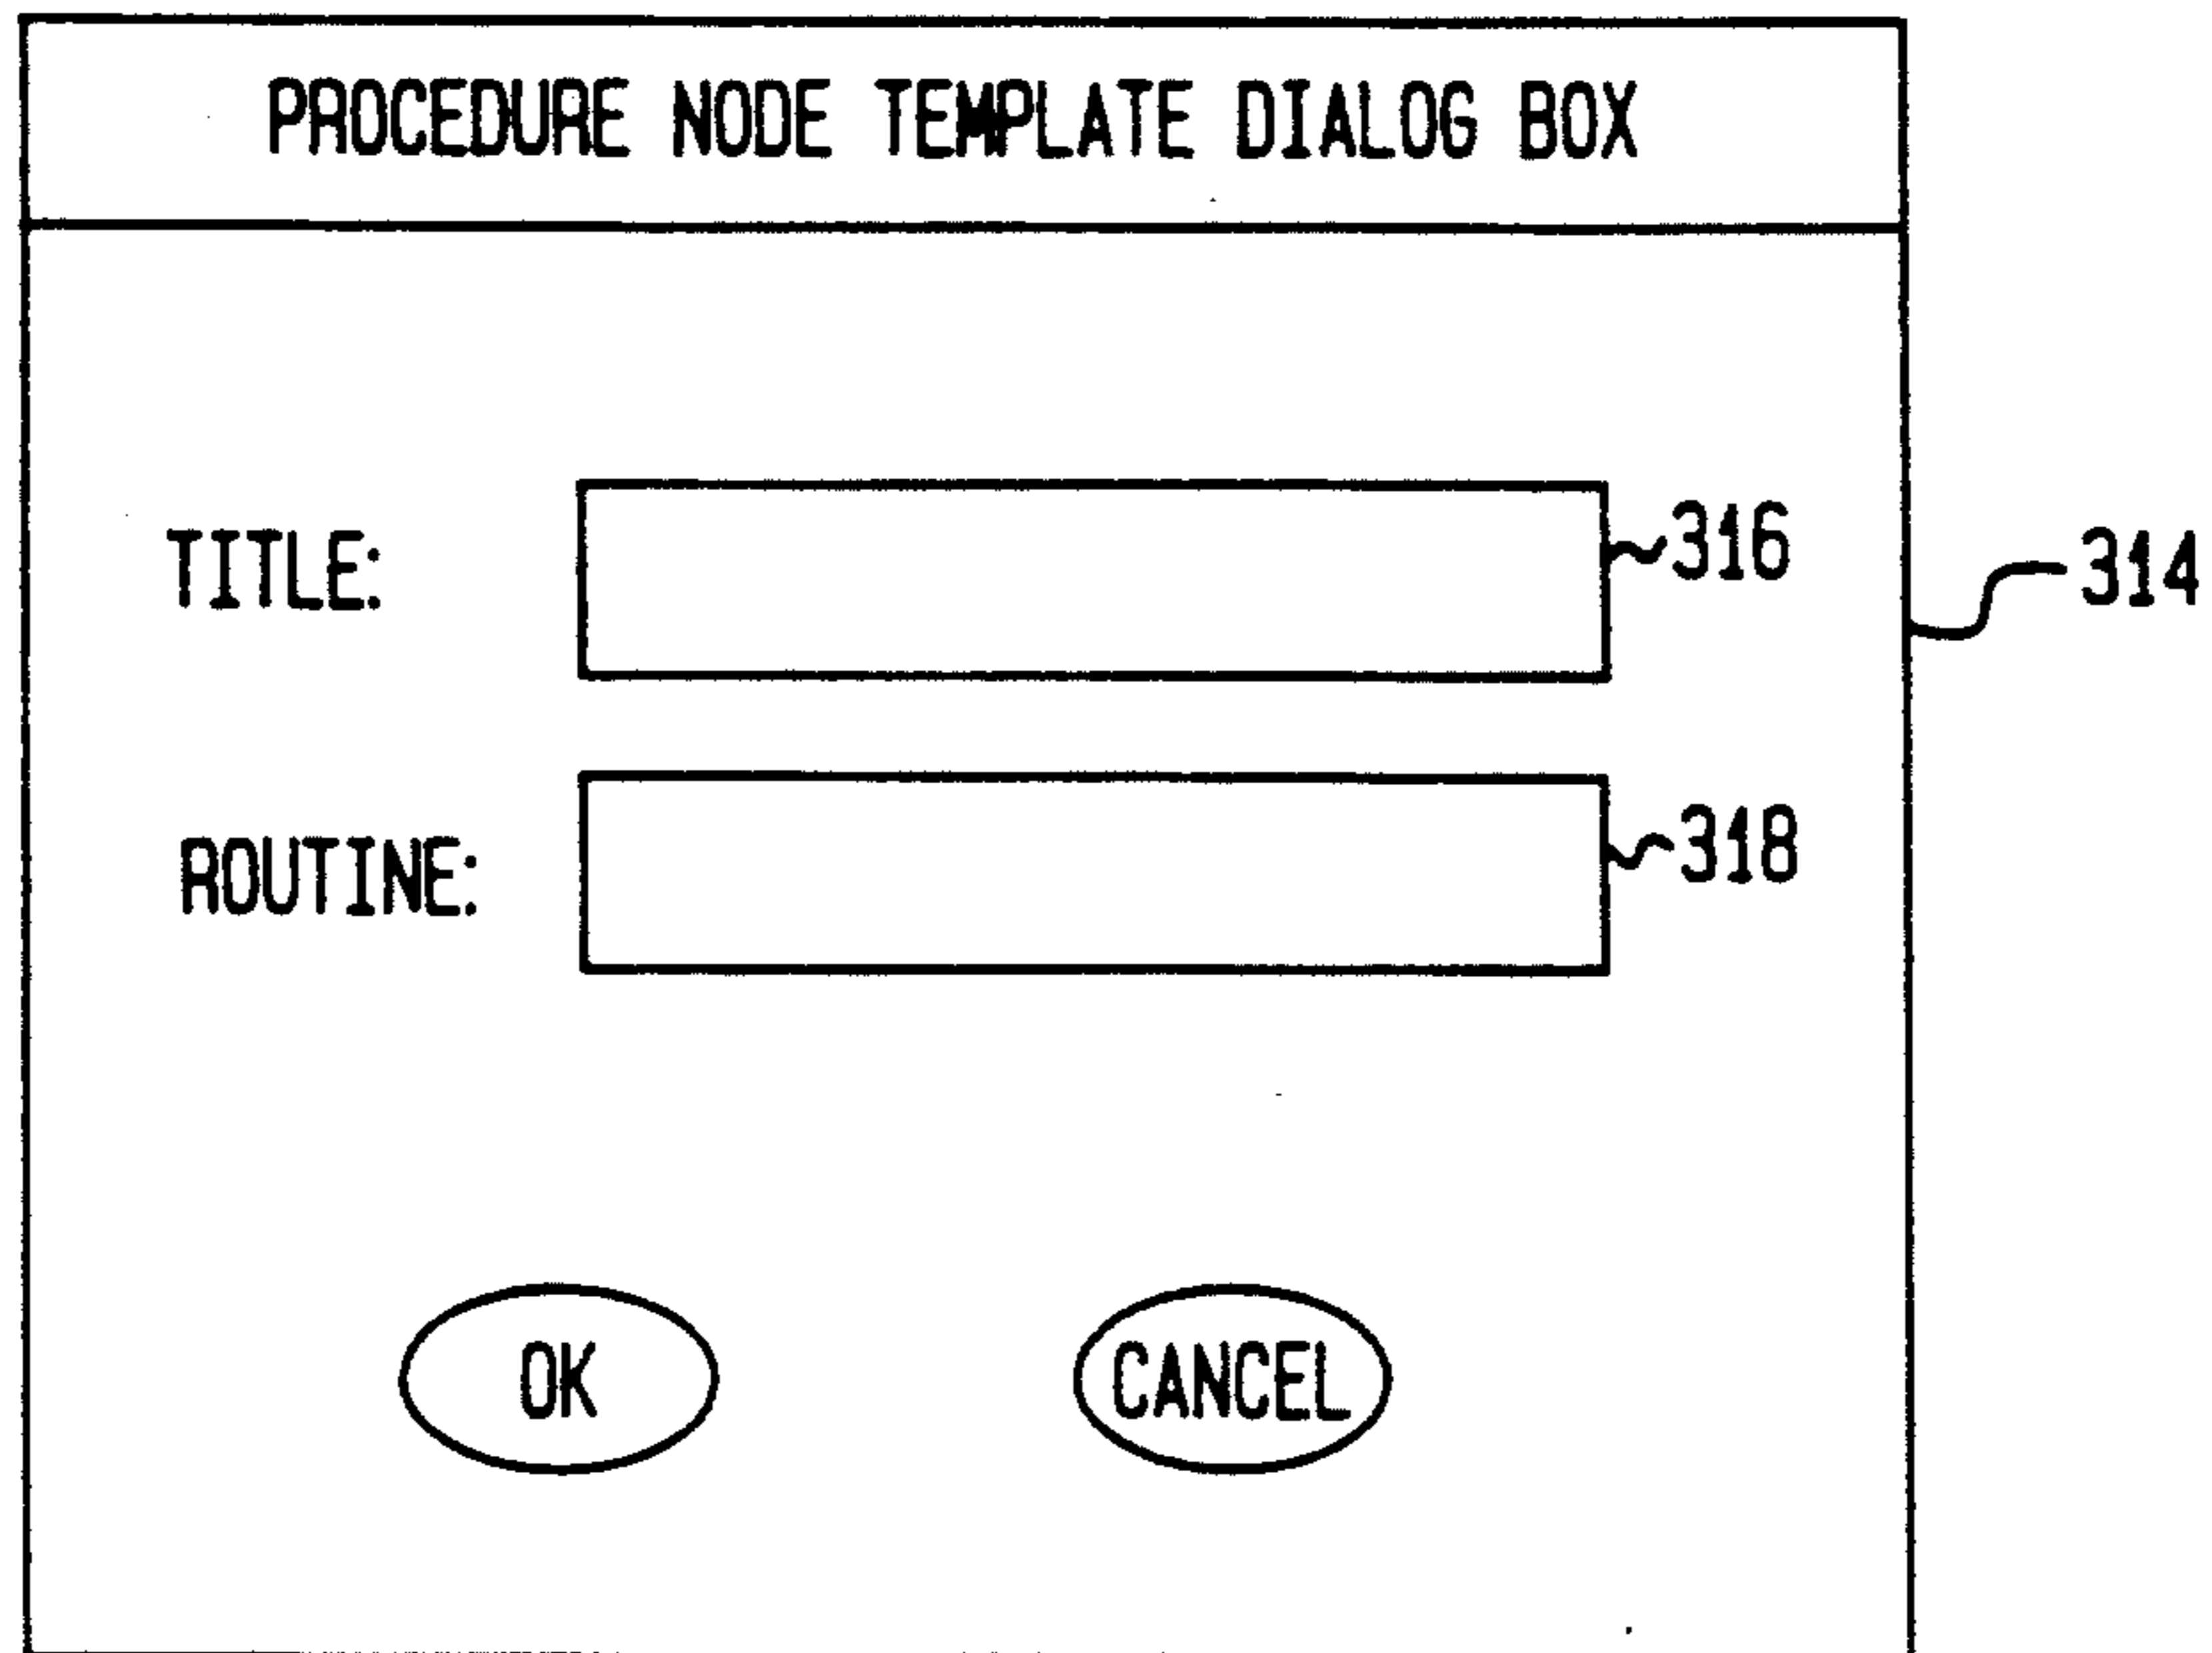 PROCEDURE NODE TEMPLATE DIALOG BOX
TITLE:
316
314
ROUTINE:
318
OK CANCEL